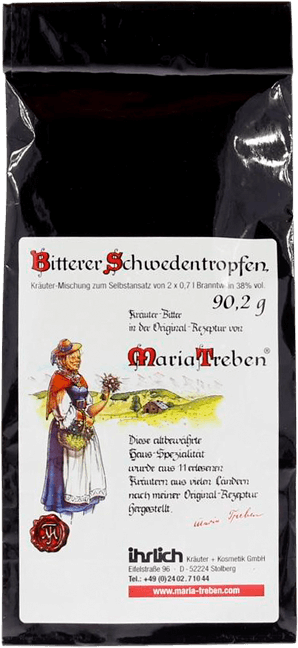 Bitterer Schwedentropfen.
Kräuter-Mischung zum Selbstansatz von 2 x 0,7 l Branntwein 38% vol.
90,2 g
Kräuter-Bitter
in der Original-Rezeptur von
Maria Treben®
Diese altbewährte
Haus-Spezialität
wurde aus 11 erlesenen
Kräutern aus vielen Ländern
nach meiner Original-Rezeptur
hergestellt.
Maria Treben
ihrlich Kräuter + Kosmetik GmbH
Eifelstraße 96 · D - 52224 Stolberg
Tel.: +49 (0) 24 02 . 7 10 44
www.maria-treben.com